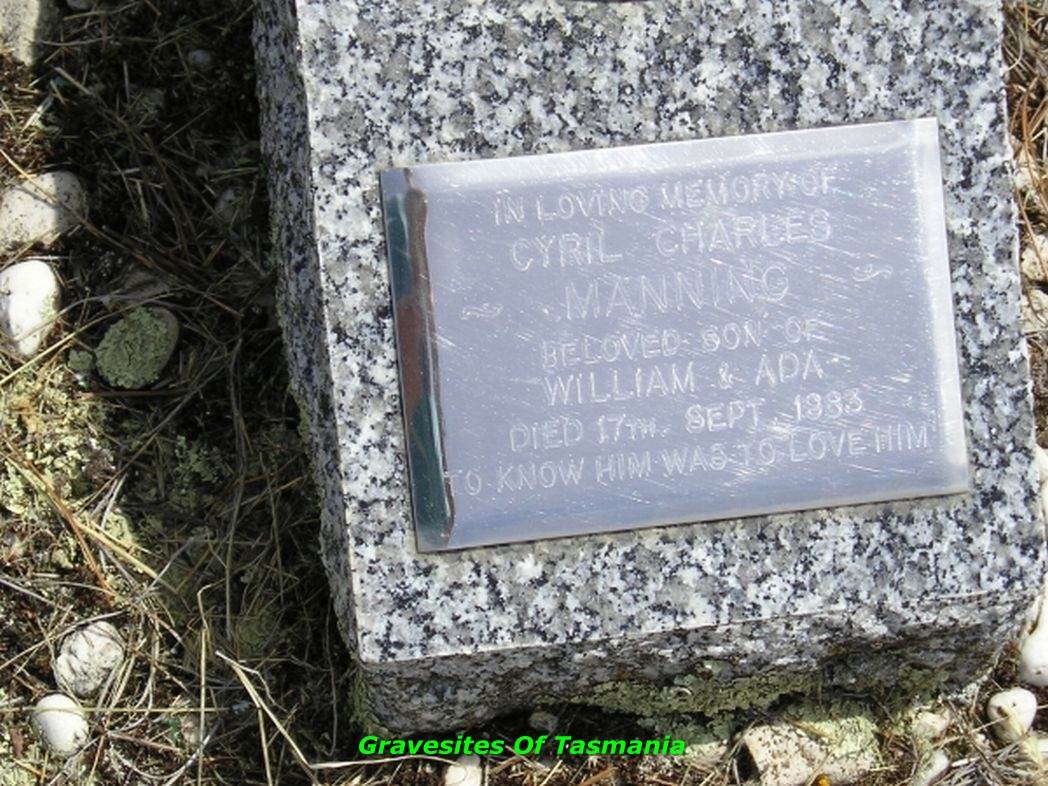 IN LOVING MEMORY OF
CYRIL CHARLES
MANNING
BELOVED SON OF
WILLIAM & ADA
DIED 17TH. SEPT. 1983
TO KNOW HIM WAS TO LOVE HIM
Gravesites Of Tasmania